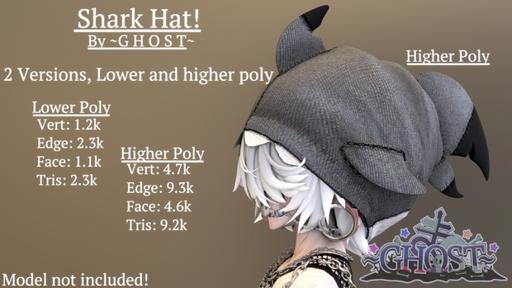 Shark Hat!
By ~G H O S T~
2 Versions, Lower and higher poly
Higher Poly
Lower Poly
Vert: 1.2k
Edge: 2.3k
Face: 1.1k
Tris: 2.3k
Higher Poly
Vert: 4.7k
Edge: 9.3k
Face: 4.6k
Tris: 9.2k
Model not included!
~GHOST~